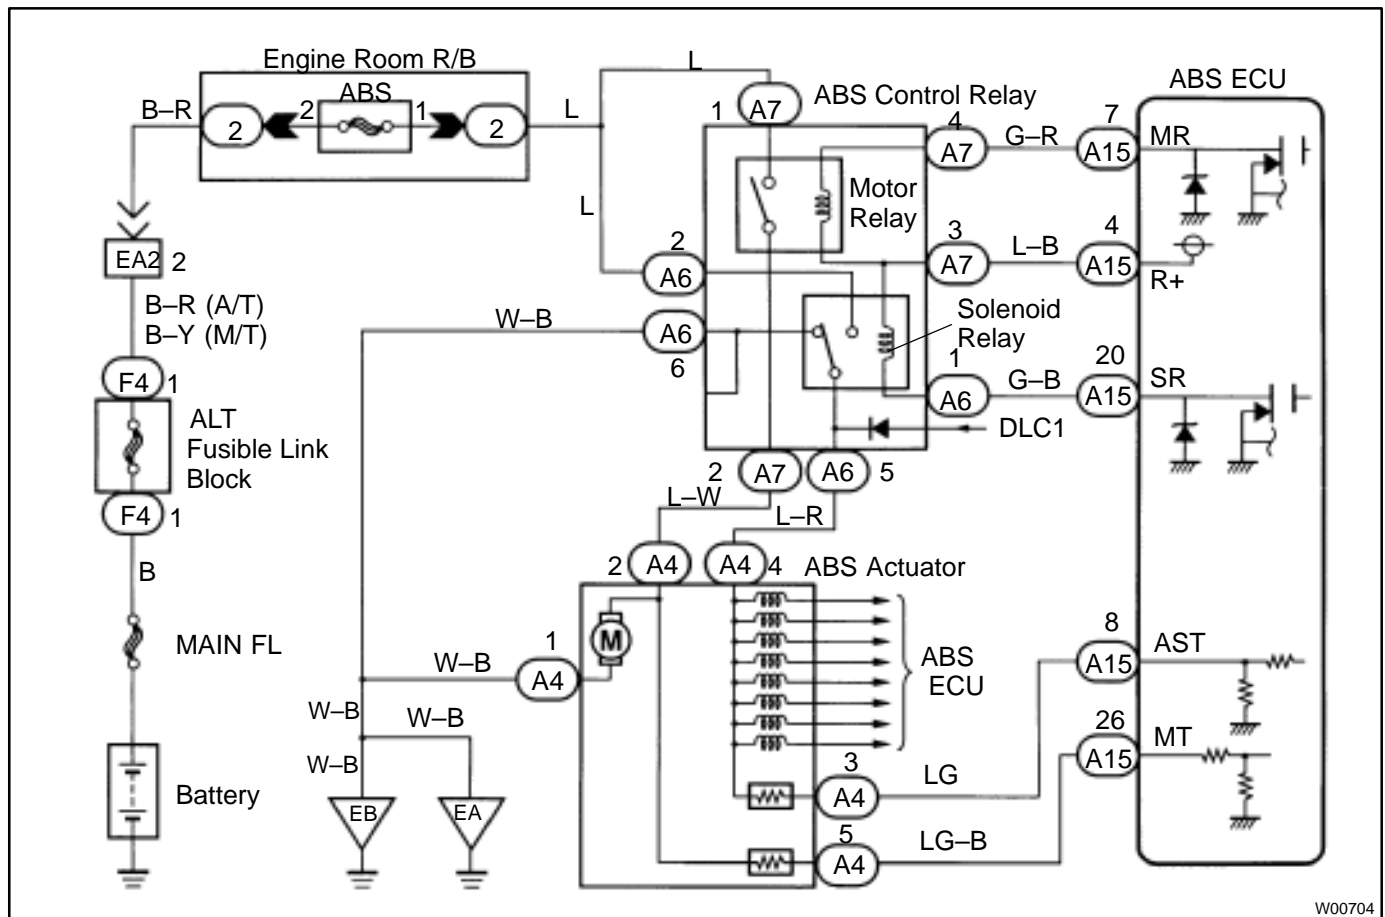 Engine Room R/B
ABS
B–R
2
2
1
2
L
L
L
EA2
2
B–R (A/T)
B–Y (M/T)
F4
1
ALT
Fusible Link
Block
F4
1
B
MAIN FL
Battery
1
A7
ABS Control Relay
4
A7
G–R
7
A15
MR
ABS ECU
Motor
Relay
3
A7
L–B
4
A15
R+
2
A6
W–B
A6
6
Solenoid
Relay
1
A6
G–B
20
A15
SR
DLC1
2
A7
A6
5
L–W
L–R
2
A4
A4
4
ABS Actuator
M
1
A4
W–B
W–B
W–B
W–B
EB
EA
ABS
ECU
8
A15
AST
26
A15
MT
3
A4
LG
5
A4
LG–B
W00704